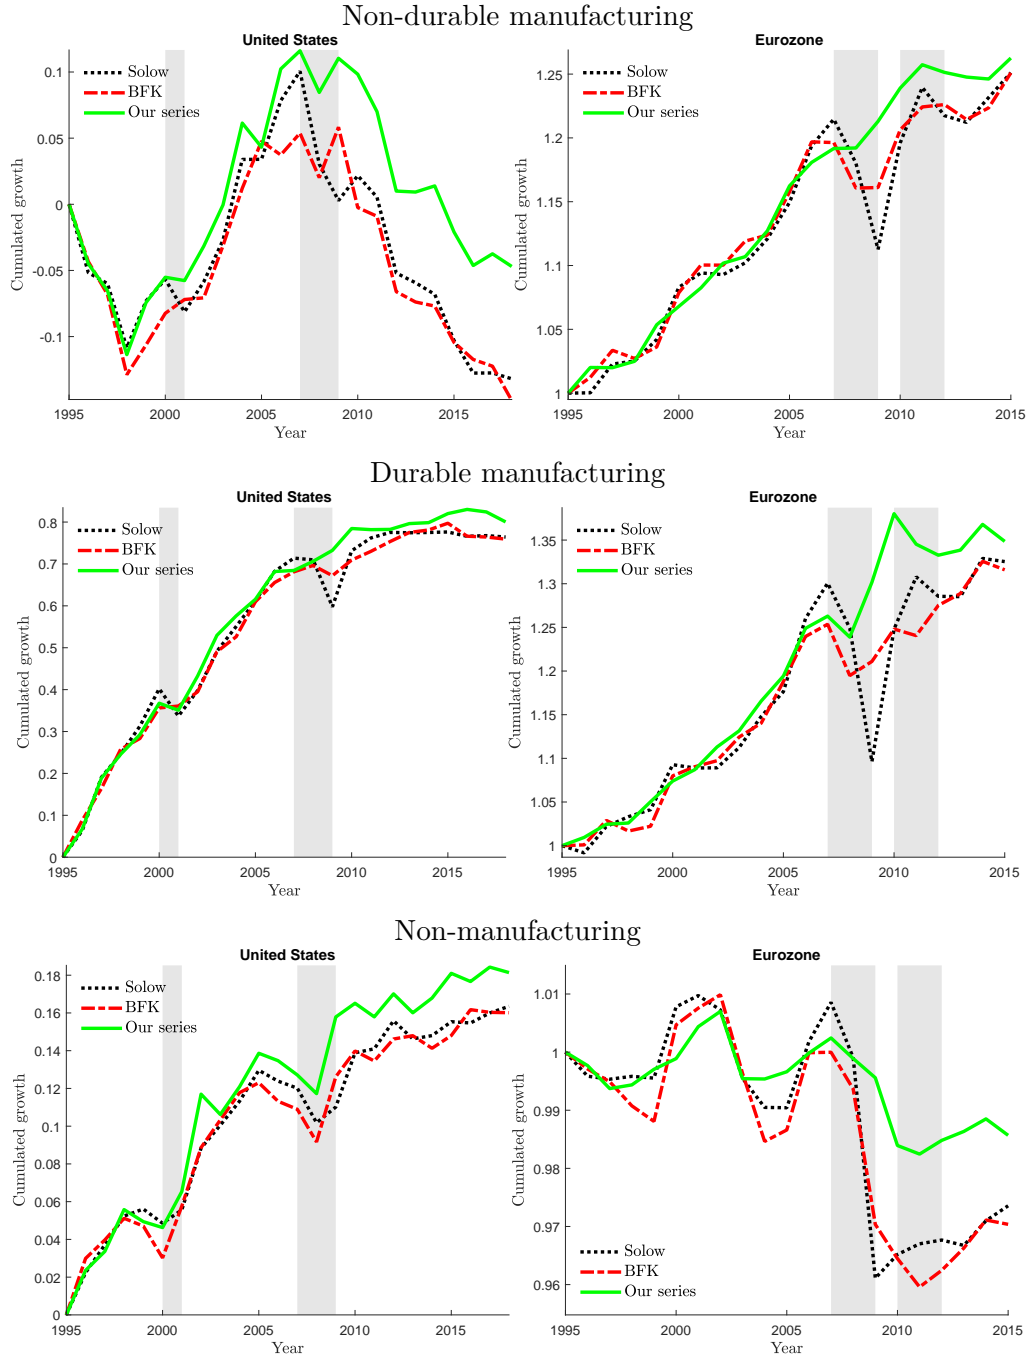 Non-durable manufacturing
United States
Eurozone
Solow
BFK
Our series
Solow
BFK
Our series
Cumulated growth
Cumulated growth
0.1
0.05
0
-0.05
-0.1
1.25
1.2
1.15
1.1
1.05
1
1995
2000
2005
2010
2015
1995
2000
2005
2010
2015
Year
Year
Durable manufacturing
United States
Eurozone
Solow
BFK
Our series
Solow
BFK
Our series
Cumulated growth
Cumulated growth
0.8
0.7
0.6
0.5
0.4
0.3
0.2
0.1
0
1.35
1.3
1.25
1.2
1.15
1.1
1.05
1
1995
2000
2005
2010
2015
1995
2000
2005
2010
2015
Year
Year
Non-manufacturing
United States
Eurozone
Solow
BFK
Our series
Cumulated growth
Cumulated growth
0.18
0.16
0.14
0.12
0.1
0.08
0.06
0.04
0.02
0
1.01
1
0.99
0.98
0.97
0.96
Solow
BFK
Our series
1995
2000
2005
2010
2015
1995
2000
2005
2010
2015
Year
Year